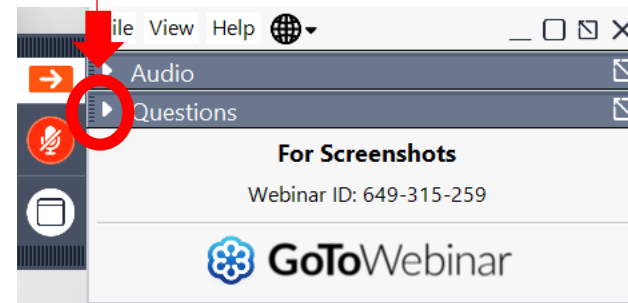 ile View Help
Audio
Questions
For Screenshots
Webinar ID: 649-315-259
GoToWebinar